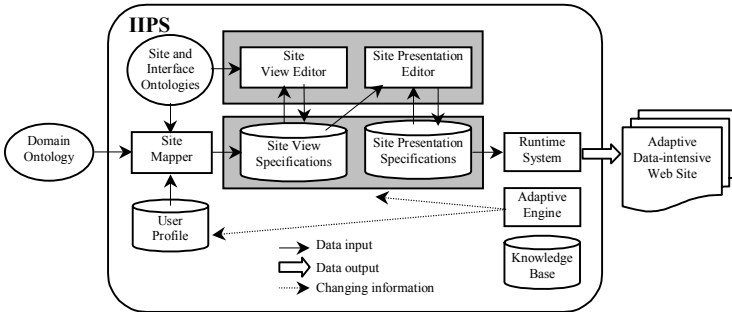 IIPS
Site and
Interface
Ontologies
Site
View Editor
Site Presentation
Editor
Domain
Ontology
Site
Mapper
Site View
Specifications
Site Presentation
Specifications
Runtime
System
Adaptive
Data-intensive
Web Site
User
Profile
Adaptive
Engine
Knowledge
Base
Data input
Data output
Changing information